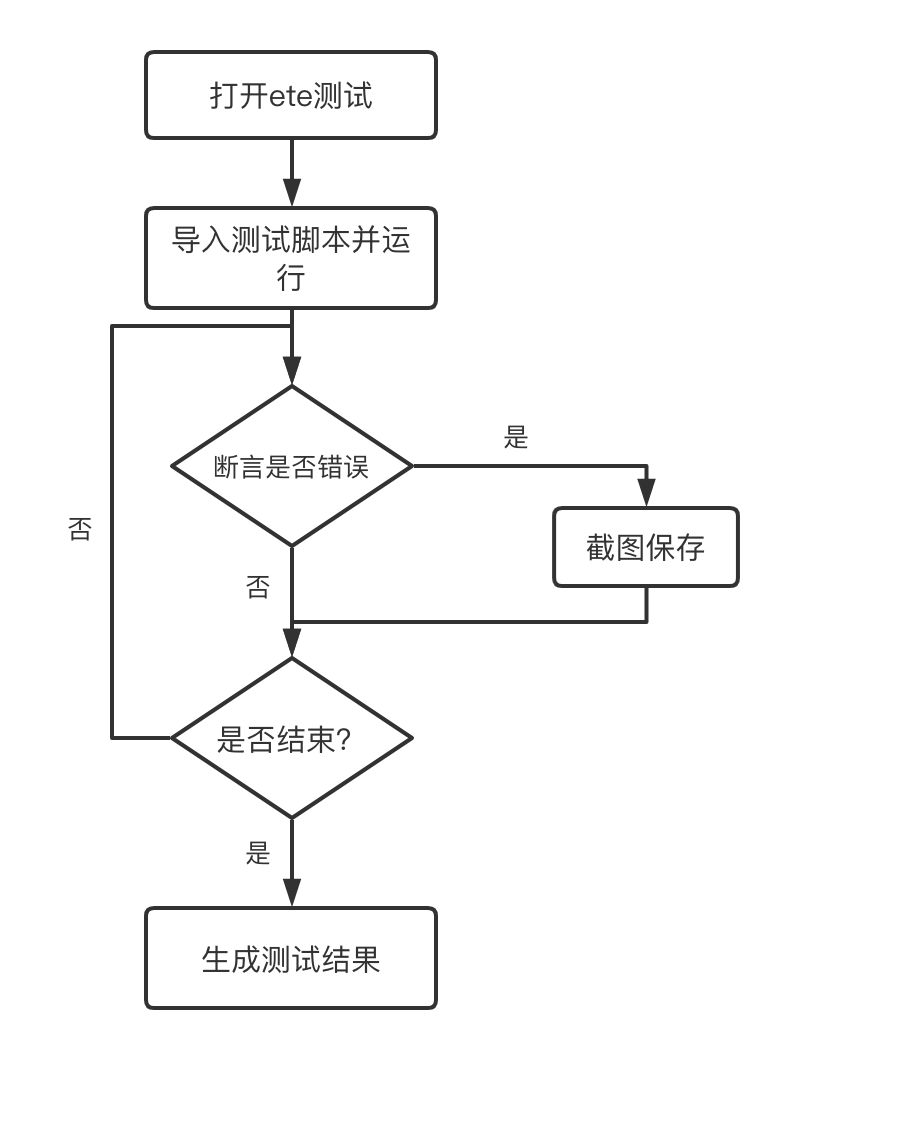 打开ete测试
导入测试脚本并运
行
断言是否错误
是
截图保存
否
否
是否结束?
是
生成测试结果